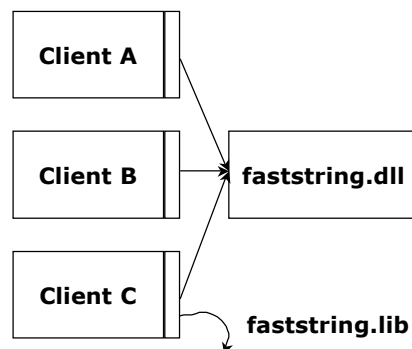 Client A
Client B
faststring.dll
Client C
faststring.lib